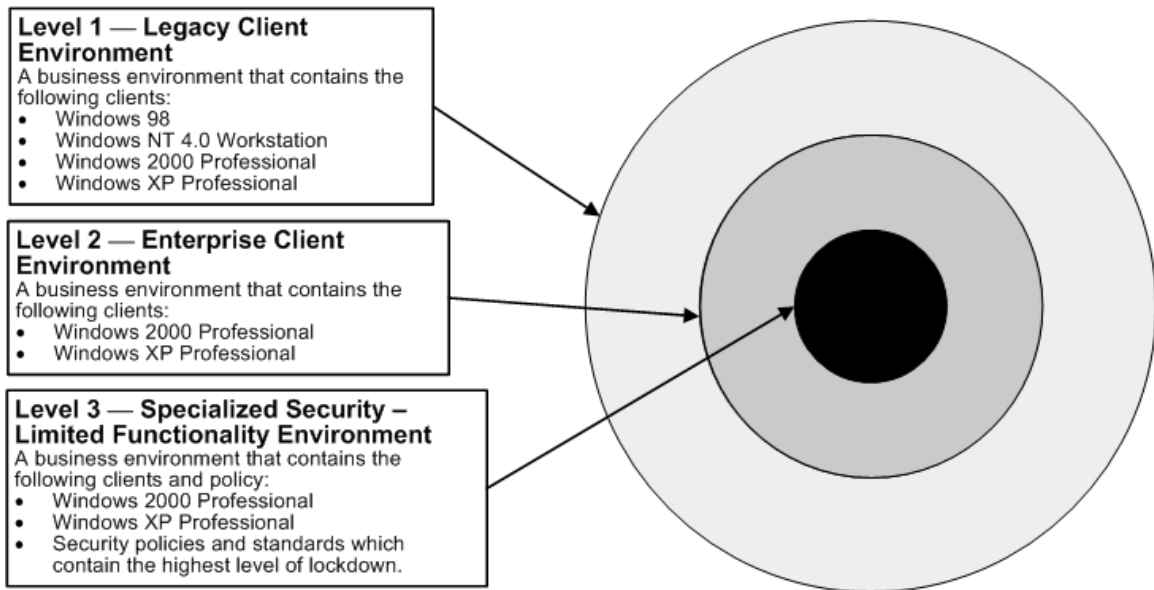 Level 1 — Legacy Client
Environment
A business environment that contains the
following clients:
• Windows 98
• Windows NT 4.0 Workstation
• Windows 2000 Professional
• Windows XP Professional
Level 2 — Enterprise Client
Environment
A business environment that contains the
following clients:
• Windows 2000 Professional
• Windows XP Professional
Level 3 — Specialized Security –
Limited Functionality Environment
A business environment that contains the
following clients and policy:
• Windows 2000 Professional
• Windows XP Professional
• Security policies and standards which
contain the highest level of lockdown.